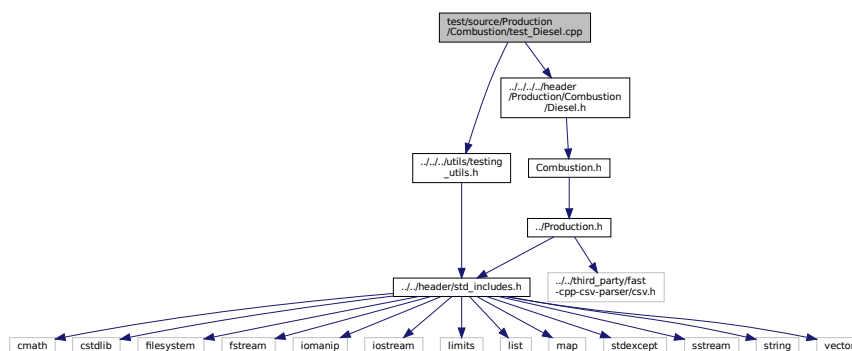 test/source/Production
/Combustion/test_Diesel.cpp
../../../../header
/Production/Combustion
/Diesel.h
../../../utils/testing
_utils.h
Combustion.h
../Production.h
../../header/std_includes.h
../../third_party/fast
-cpp-csv-parser/csv.h
cmath
cstdlib
filesystem
fstream
iomanip
iostream
limits
list
map
stdexcept
sstream
string
vector